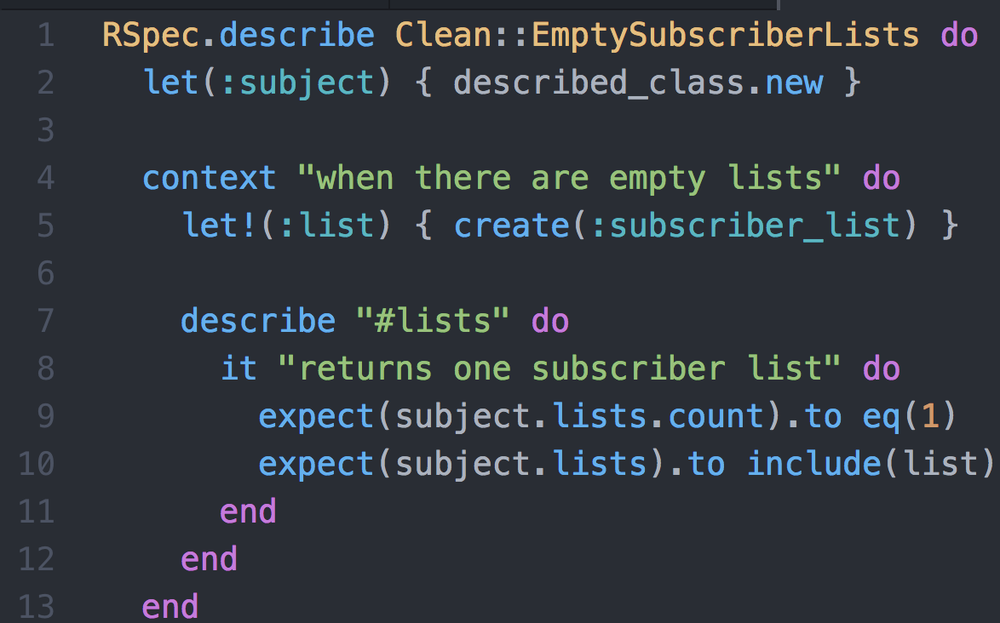 1 RSpec.describe Clean::EmptySubscriberLists do
2 let(:subject) { described_class.new }
3
4 context "when there are empty lists" do
5 let!(:list) { create(:subscriber_list) }
6
7 describe "#lists" do
8 it "returns one subscriber list" do
9 expect(subject.lists.count).to eq(1)
10 expect(subject.lists).to include(list)
11 end
12 end
13 end